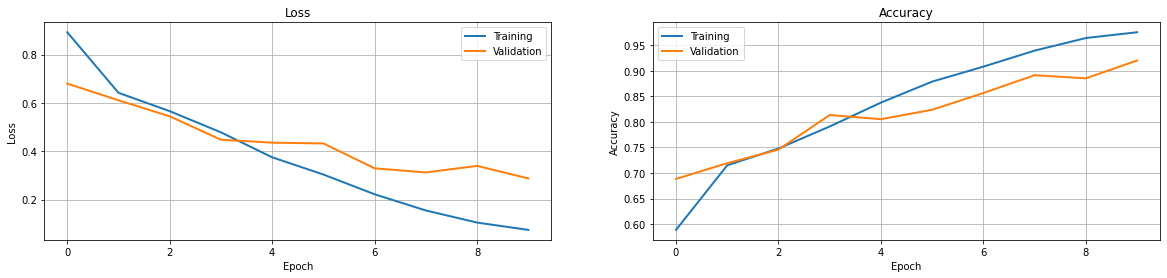 Loss
Training
Validation
0.8
0.6
0.4
0.2
Loss
0 2 4 6 8
Epoch
Accuracy
Training
Validation
0.95
0.90
0.85
0.80
0.75
0.70
0.65
0.60
Accuracy
0 2 4 6 8
Epoch